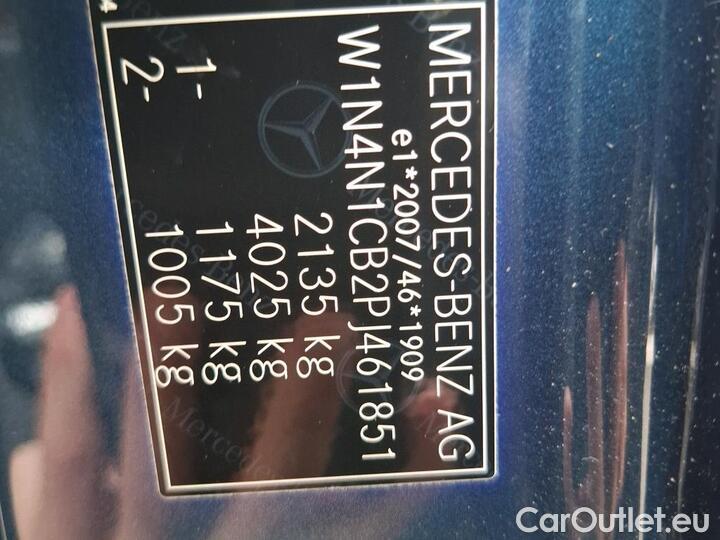 MERCEDES-BENZ AG
e1*2007/46*1909
W1N4N1CB2PJ461851
2135 kg
4025 kg
1- 1175 kg
2- 1005 kg
4
CarOutlet.eu